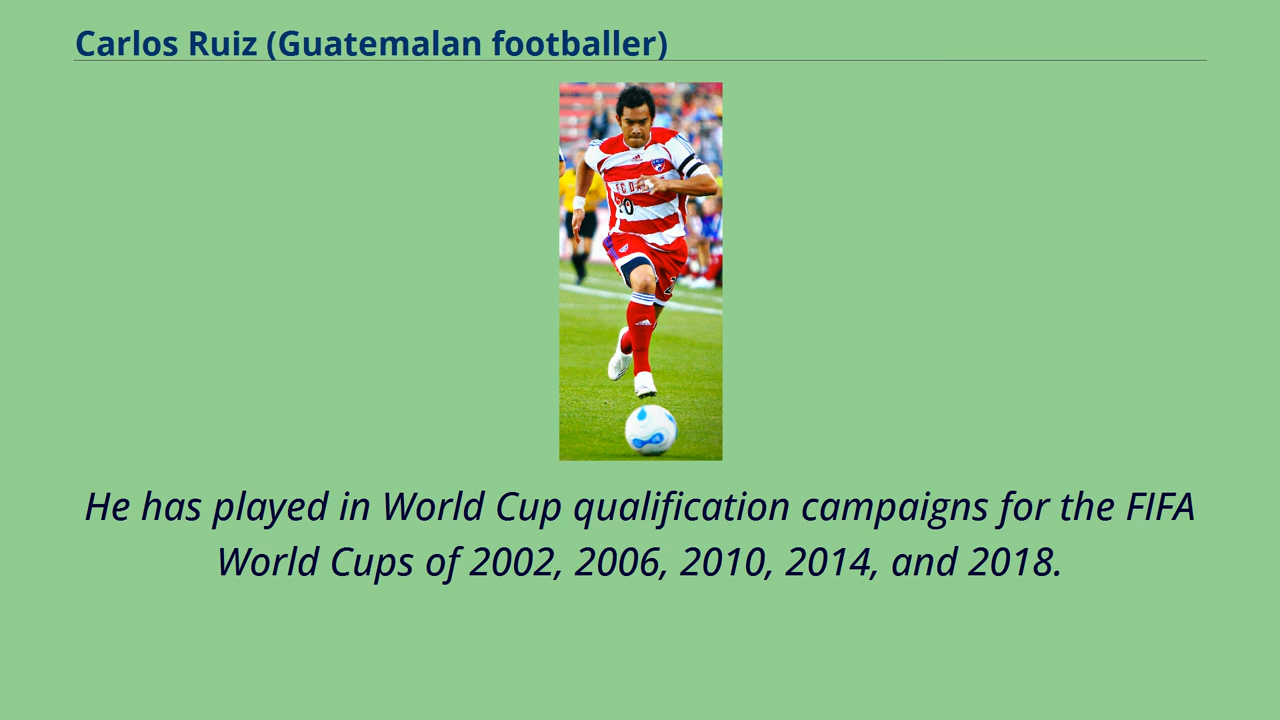 Carlos Ruiz (Guatemalan footballer)
20
He has played in World Cup qualification campaigns for the FIFA
World Cups of 2002, 2006, 2010, 2014, and 2018.